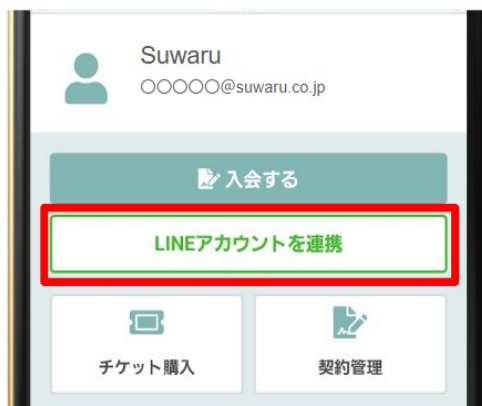 Suwaru
○○○○○@suwaru.co.jp
入会する
LINEアカウントを連携
チケット購入
契約管理